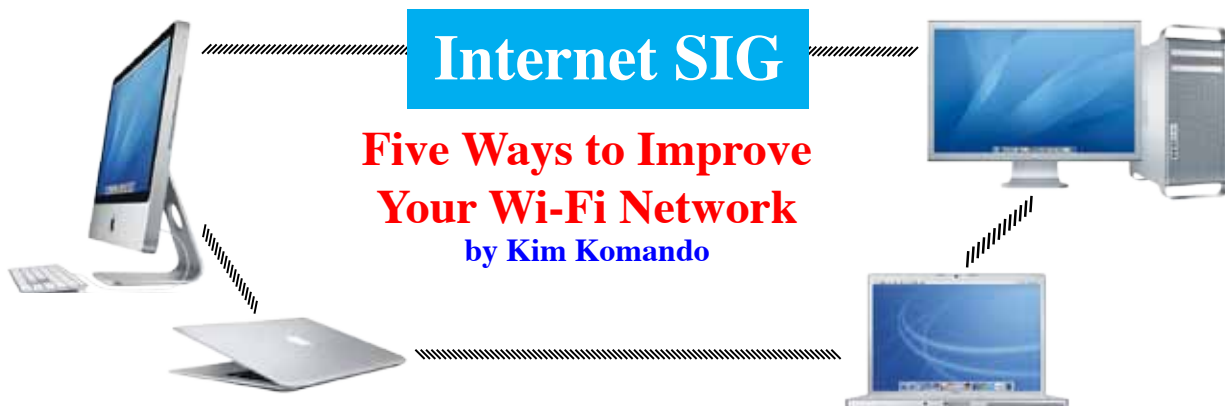 Internet SIG
Five Ways to Improve
Your Wi-Fi Network
by Kim Komando